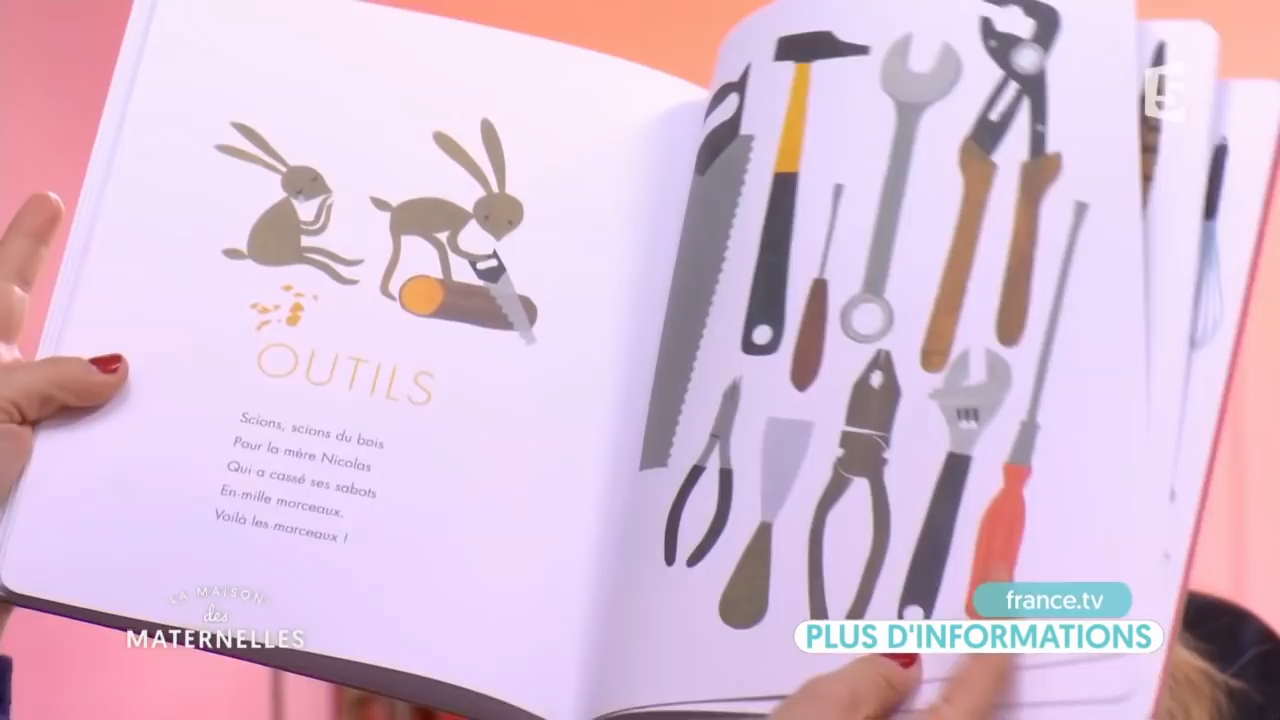 OUTILS
Scions, scions du bois
Pour la mère Nicolas
Qui a cassé ses sabots
En mille morceaux.
Voilà les morceaux !
5
LA MAISON
des
MATERNELLES
france.tv
PLUS D'INFORMATIONS